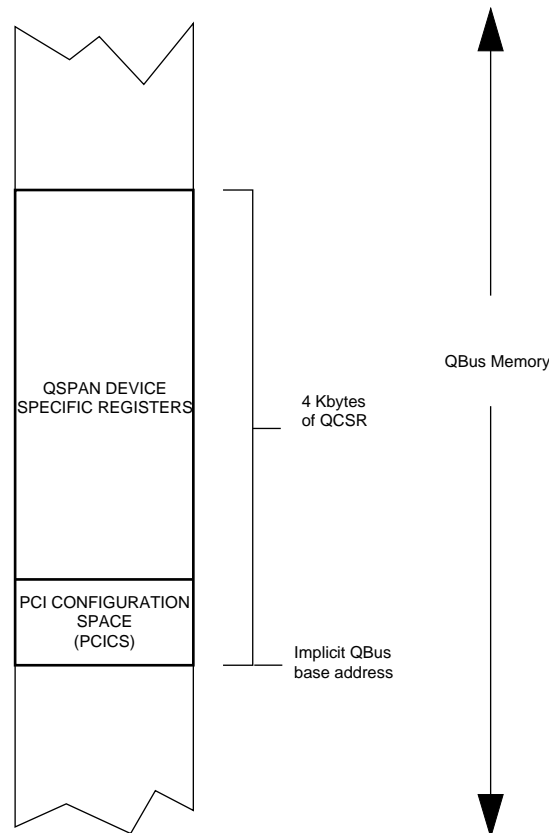 QBus Memory
QSPAN DEVICE
SPECIFIC REGISTERS
4 Kbytes
of QCSR
PCI CONFIGURATION
SPACE
(PCICS)
Implicit QBus
base address